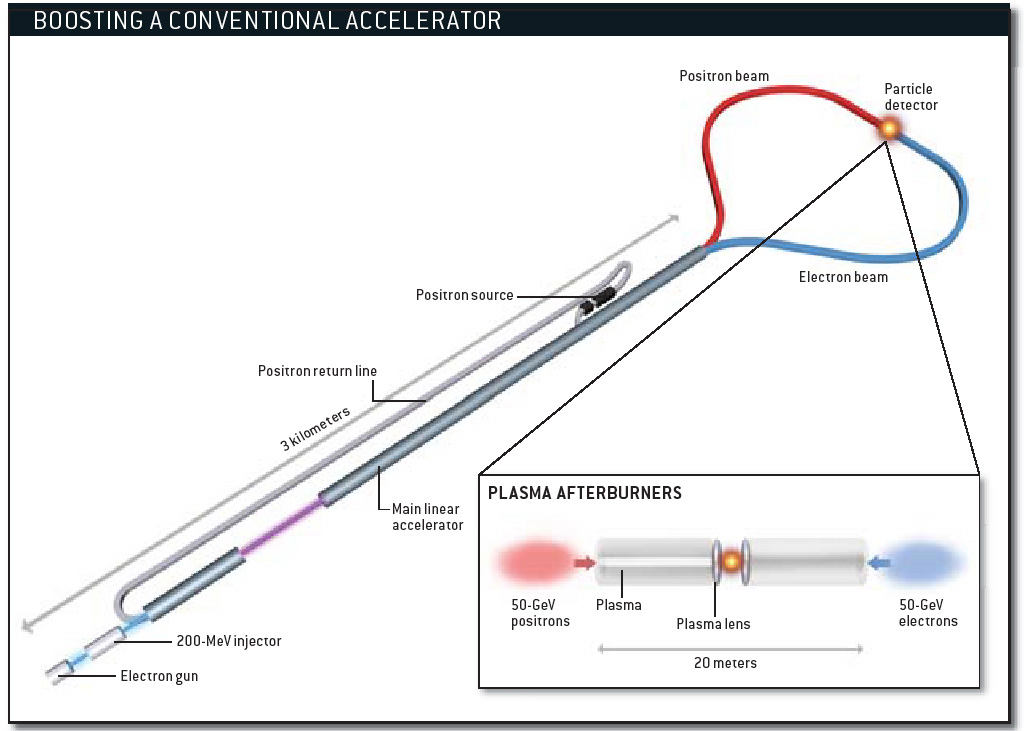 BOOSTING A CONVENTIONAL ACCELERATOR
Positron beam
Particle
detector
Electron beam
Positron source
Positron return line
3 kilometers
Main linear
accelerator
200-MeV injector
Electron gun
PLASMA AFTERBURNERS
50-GeV
positrons
Plasma
Plasma lens
50-GeV
electrons
20 meters